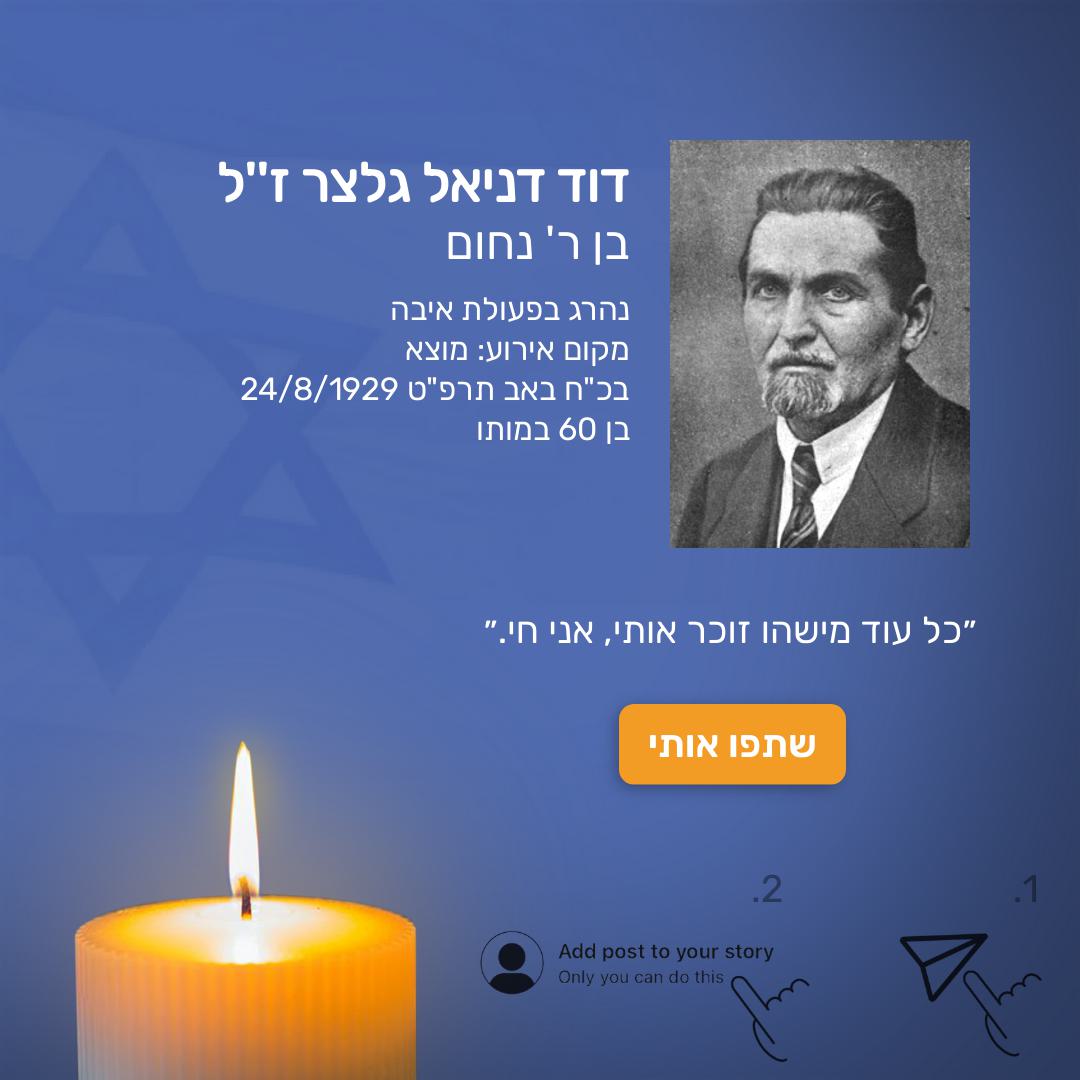 דוד דניאל גלצר ז"ל
בן ר' נחום
נהרג בפעולת איבה
מקום אירוע: מוצא
בכ"ח באב תרפ"ט 24/8/1929
בן 60 במותו
״כל עוד מישהו זוכר אותי, אני חי.״
שתפו אותי
1.
2.
Add post to your story
Only you can do this